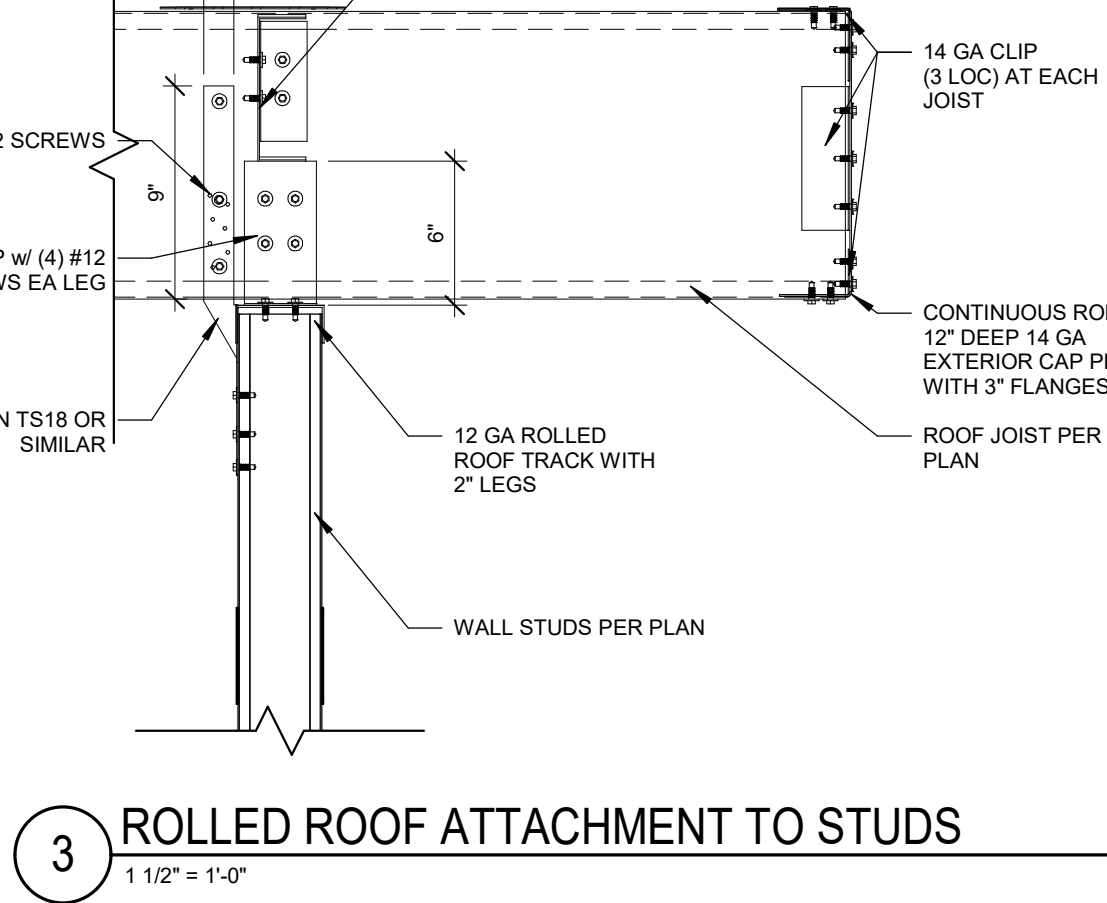 14 GA CLIP
(3 LOC) AT EACH
JOIST
2 SCREWS
9"
6"
P w/ (4) #12
WS EA LEG
CONTINUOUS
12" DEEP 14 GA
EXTERIOR CAP
WITH 3" FLANGES
N TS18 OR
SIMILAR
12 GA ROLLED
ROOF TRACK WITH
2" LEGS
ROOF JOIST PER
PLAN
WALL STUDS PER PLAN
3
ROLLED ROOF ATTACHMENT TO STUDS
1 1/2" = 1'-0"